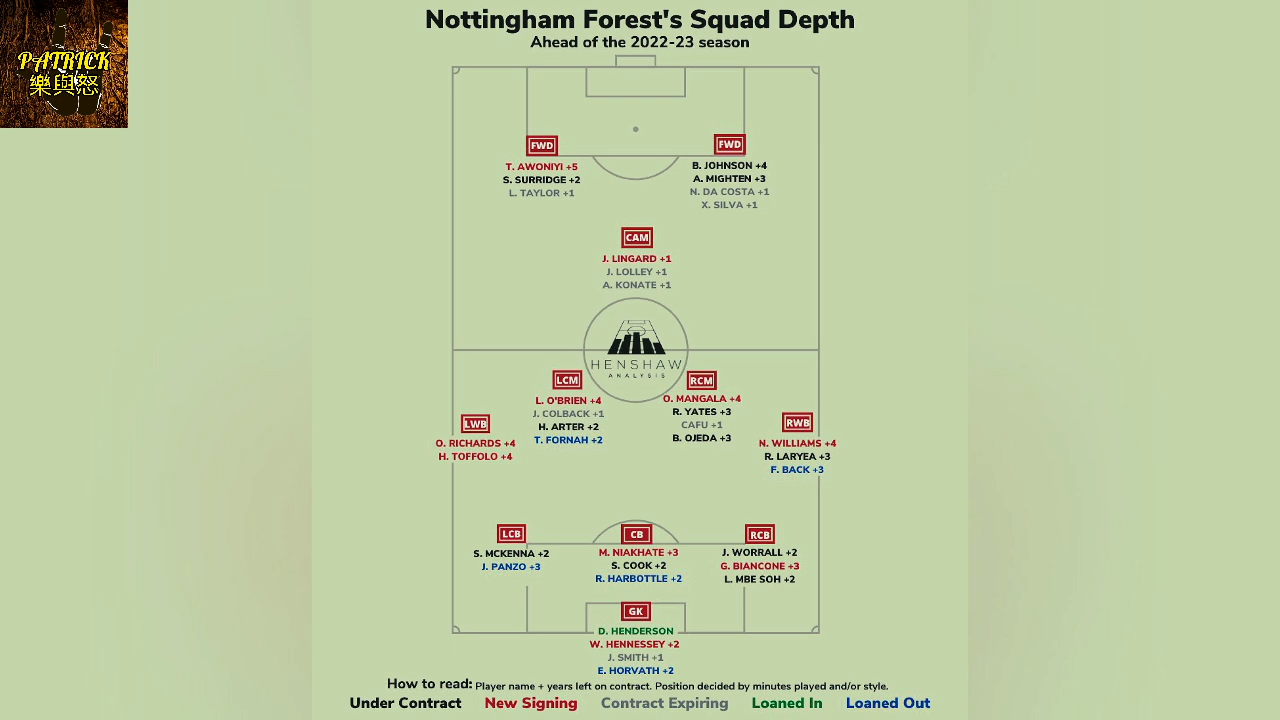 PATRICK
樂與怒
Nottingham Forest's Squad Depth
Ahead of the 2022-23 season
FWD
T. AWONIYI +5
S. SURRIDGE +2
L. TAYLOR +1
FWD
B. JOHNSON +4
A. MIGHTEN +3
N. DA COSTA +1
X. SILVA +1
CAM
J. LINGARD +1
J. LOLLEY +1
A. KONATE +1
HENSHAW
ANALYSIS
LCM
L. O'BRIEN +4
J. COLBACK +1
H. ARTER +2
T. FORNAH +2
RCM
O. MANGALA +4
R. YATES +3
CAFU +1
B. OJEDA +3
LWB
O. RICHARDS +4
H. TOFFOLO +4
RWB
N. WILLIAMS +4
R. LARYEA +3
F. BACK +3
LCB
S. MCKENNA +2
J. PANZO +3
CB
M. NIAKHATE +3
S. COOK +2
R. HARBOTTLE +2
RCB
J. WORRALL +2
G. BIANCONE +3
L. MBE SOH +2
GK
D. HENDERSON
W. HENNESSEY +2
J. SMITH +1
E. HORVATH +2
How to read: Player name + years left on contract. Position decided by minutes played and/or style.
Under Contract New Signing Contract Expiring Loaned In Loaned Out